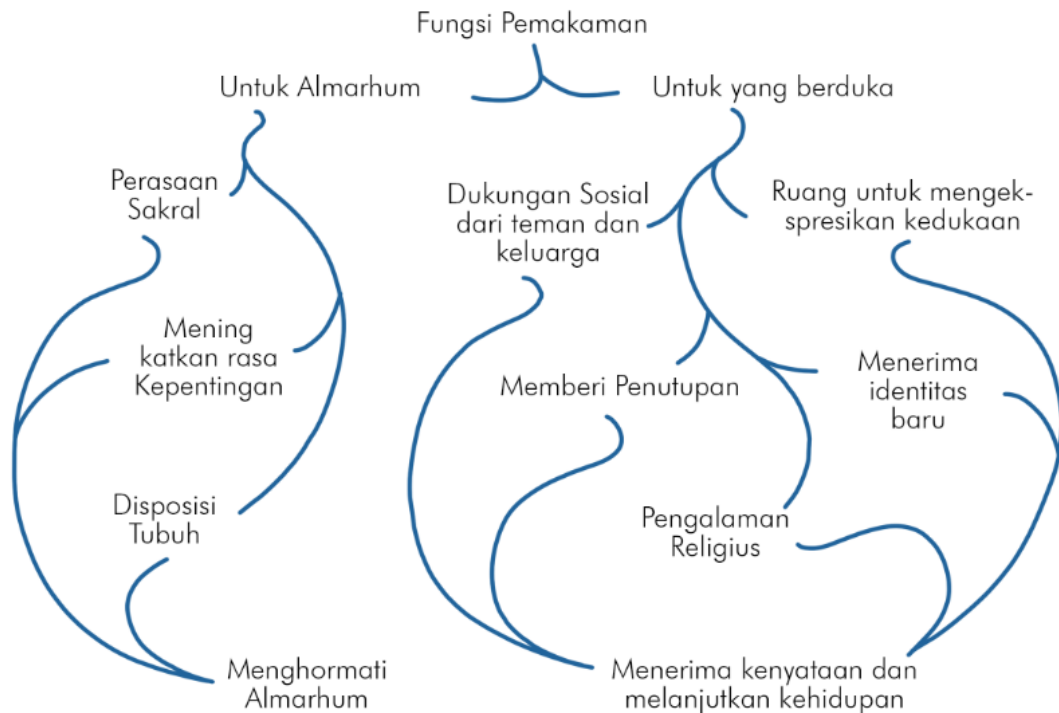 Fungsi Pemakaman
Untuk Almarhum
Untuk yang berduka
Perasaan
Sakral
Dukungan Sosial
dari teman dan
keluarga
Ruang untuk mengek-
spresikan kedukaan
Mening
katkan rasa
Kepentingan
Memberi Penutupan
Menerima
identitas
baru
Disposisi
Tubuh
Pengalaman
Religius
Menghormati
Almarhum
Menerima kenyataan dan
melanjutkan kehidupan